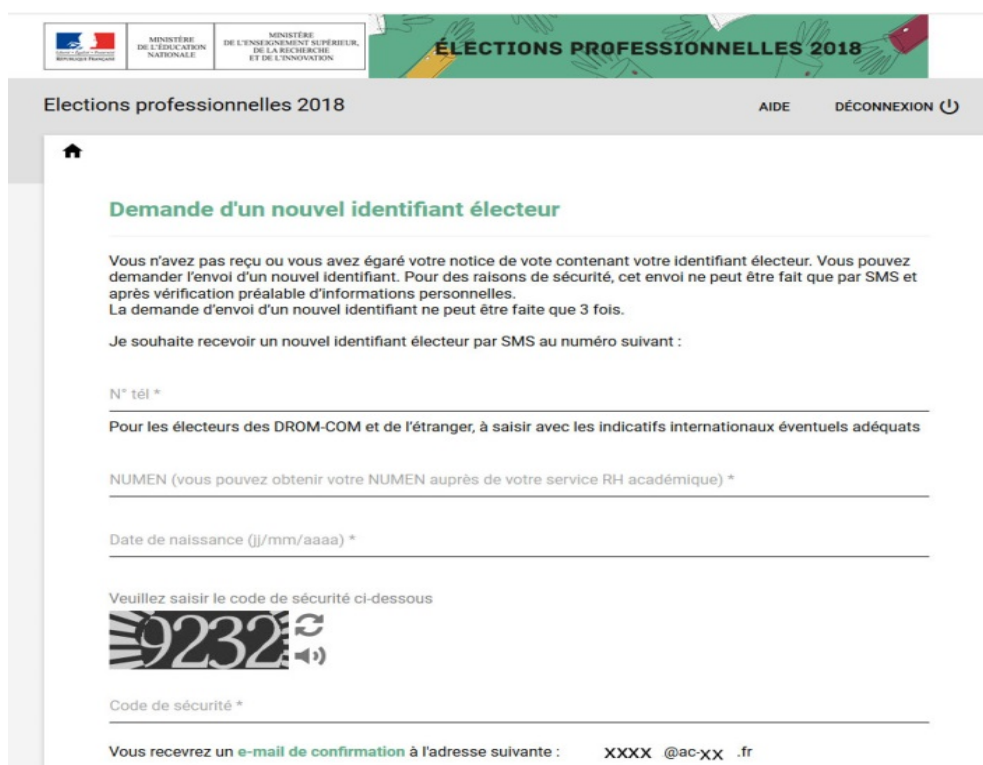 MINISTÈRE
DE L'ÉDUCATION
NATIONALE
MINISTÈRE
DE L'ENSEIGNEMENT SUPÉRIEUR,
DE LA RECHERCHE
ET DE L'INNOVATION
RÉPUBLIQUE FRANÇAISE
ÉLECTIONS PROFESSIONNELLES 2018
Elections professionnelles 2018
AIDE
DÉCONNEXION
Demande d'un nouvel identifiant électeur
Vous n'avez pas reçu ou vous avez égaré votre notice de vote contenant votre identifiant électeur. Vous pouvez
demander l'envoi d'un nouvel identifiant. Pour des raisons de sécurité, cet envoi ne peut être fait que par SMS et
après vérification préalable d'informations personnelles.
La demande d'envoi d'un nouvel identifiant ne peut être faite que 3 fois.
Je souhaite recevoir un nouvel identifiant électeur par SMS au numéro suivant :
N° tél *
Pour les électeurs des DROM-COM et de l'étranger, à saisir avec les indicatifs internationaux éventuels adéquats
NUMEN (vous pouvez obtenir votre NUMEN auprès de votre service RH académique) *
Date de naissance (jj/mm/aaaa) *
Veuillez saisir le code de sécurité ci-dessous
9232
Code de sécurité *
Vous recevrez un e-mail de confirmation à l'adresse suivante : XXXX @ac-xx .fr